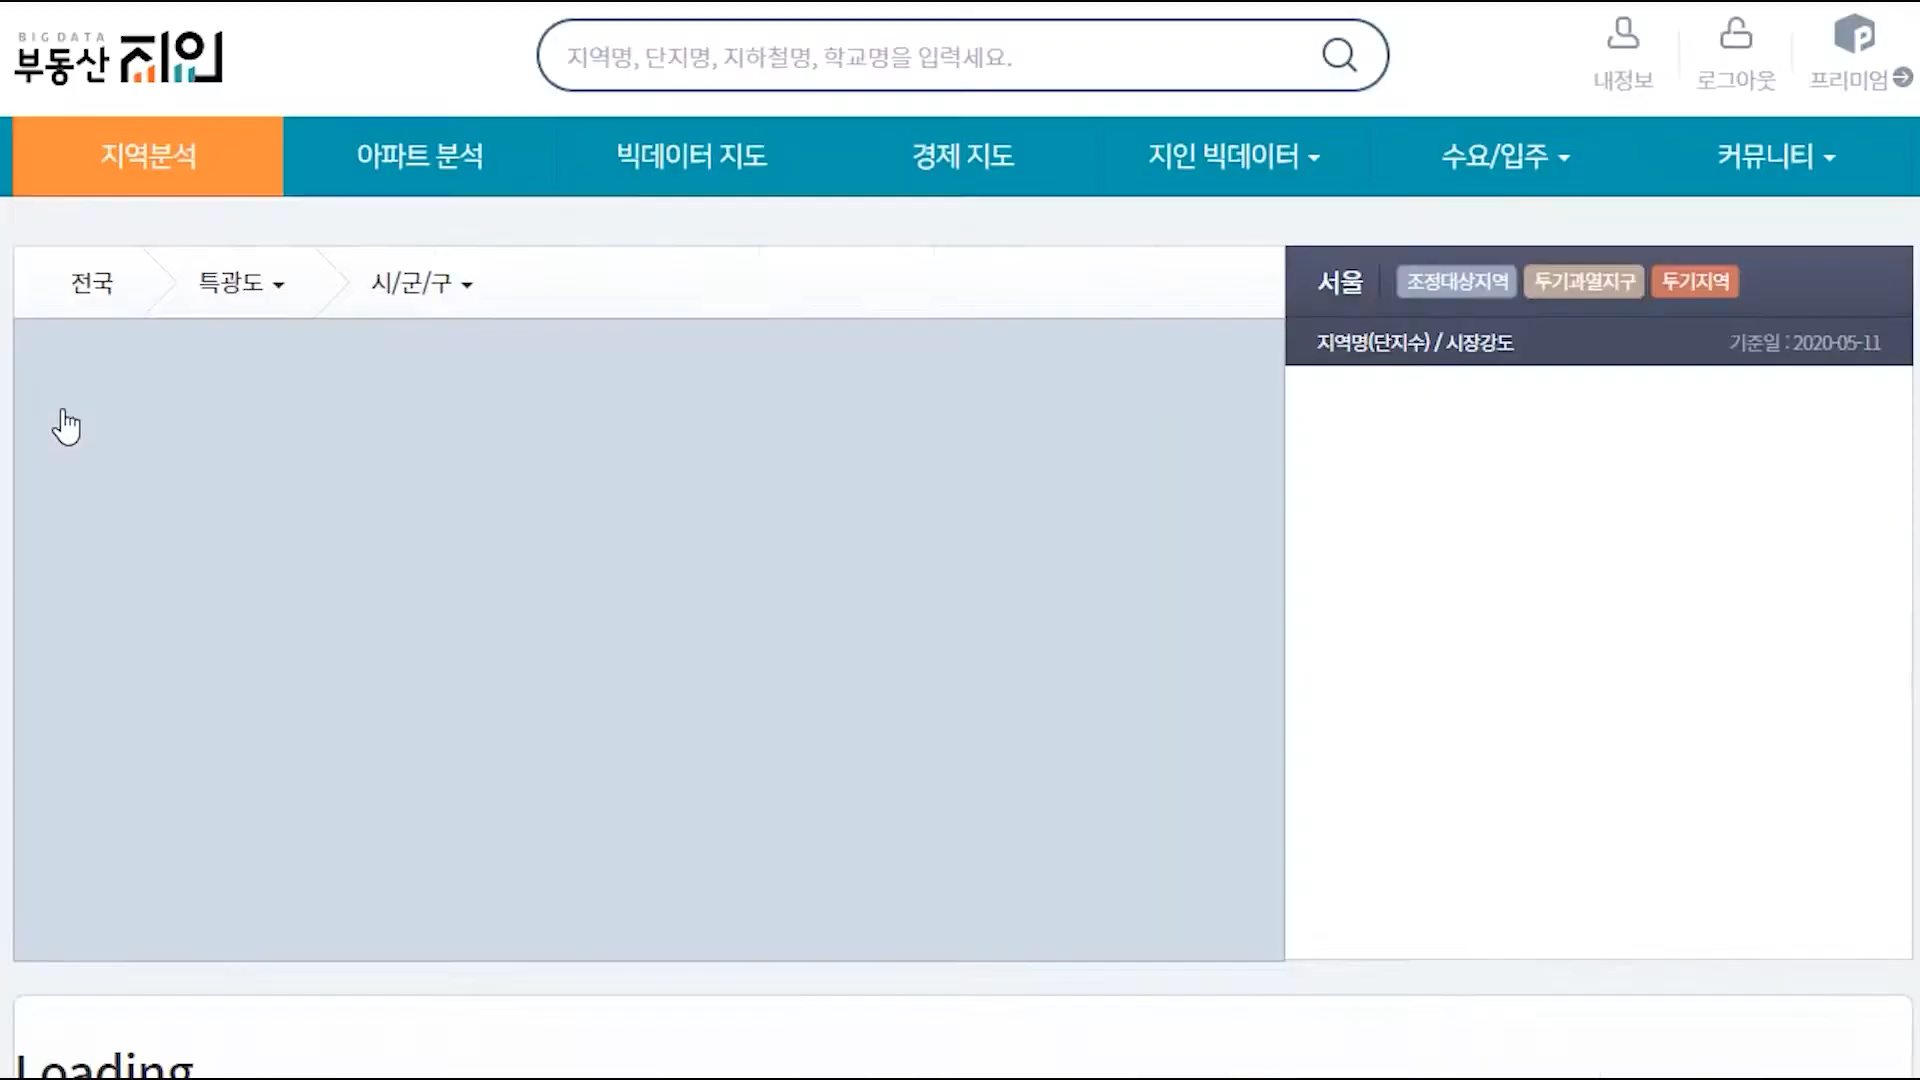 BIG DATA
부동산 지인
지역명, 단지명, 지하철명, 학교명을 입력세요.
내정보
로그아웃
프리미엄
지역분석
아파트 분석
빅데이터 지도
경제 지도
지인 빅데이터
수요/입주
커뮤니티
전국
특광도
시/군/구
서울
조정대상지역
투기과열지구
투기지역
지역명(단지수) / 시장강도
기준일 : 2020-05-11
Loading